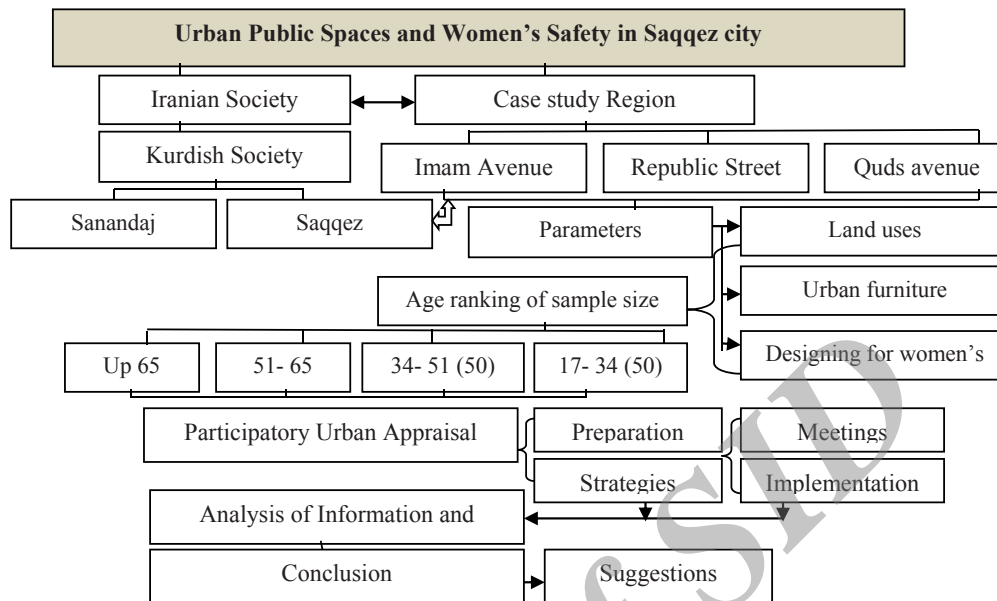 Urban Public Spaces and Women's Safety in Saqqez city
Iranian Society
Case study Region
Kurdish Society
Imam Avenue
Republic Street
Quds avenue
Sanandaj
Saqqez
Parameters
Land uses
Age ranking of sample size
Urban furniture
Up 65
51- 65
34- 51 (50)
17- 34 (50)
Designing for women's
Participatory Urban Appraisal
Preparation
Meetings
Strategies
Implementation
Analysis of Information and
Conclusion
Suggestions
of SID